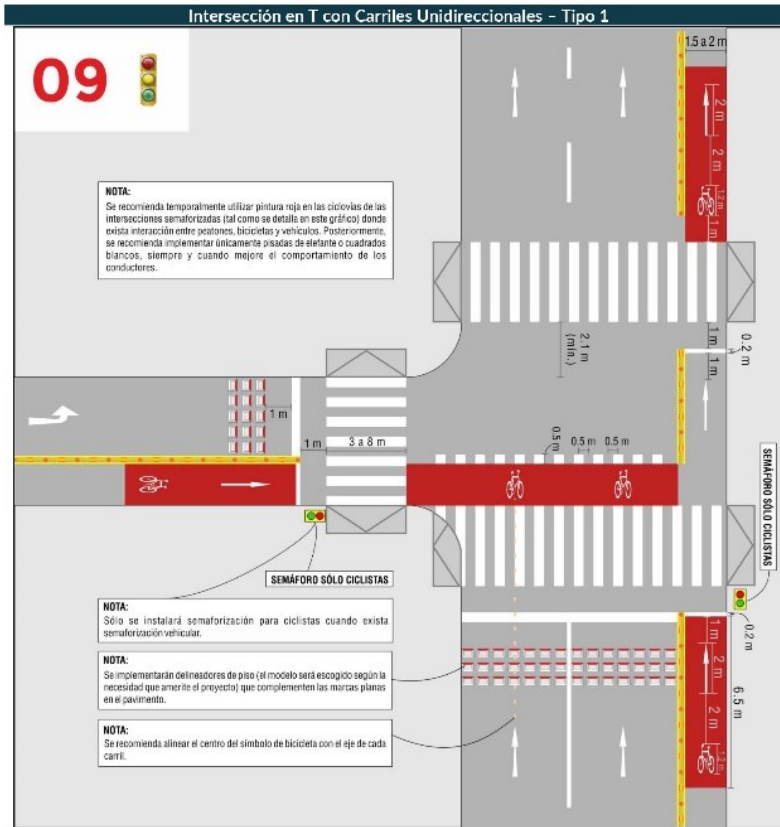 Intersección en T con Carriles Unidireccionales – Tipo 1
09
1.5 a 2 m
2 m
2 m
1.2 m
1 m
NOTA:
Se recomienda temporalmente utilizar pintura roja en las ciclovías de las
intersecciones semaforizadas (tal como se detalla en este gráfico) donde
exista interacción entre peatones, bicicletas y vehículos. Posteriormente,
se recomienda implementar únicamente pisadas de elefante o cuadrados
blancos, siempre y cuando mejore el comportamiento de los
conductores.
2.1 m
(mín.)
1 m
0.2 m
1 m
1 m
1 m
3 a 8 m
0.5 m
0.5 m
0.5 m
SEMÁFORO SÓLO CICLISTAS
SEMÁFORO SÓLO CICLISTAS
NOTA:
Sólo se instalará semaforización para ciclistas cuando exista
semaforización vehicular.
NOTA:
Se implementarán delineadores de piso (el modelo será escogido según la
necesidad que amerite el proyecto) que complementen las marcas planas
en el pavimento.
NOTA:
Se recomienda alinear el centro del símbolo de bicicleta con el eje de cada
carril.
0.2 m
1 m
2 m
2 m
1.2 m
6.5 m